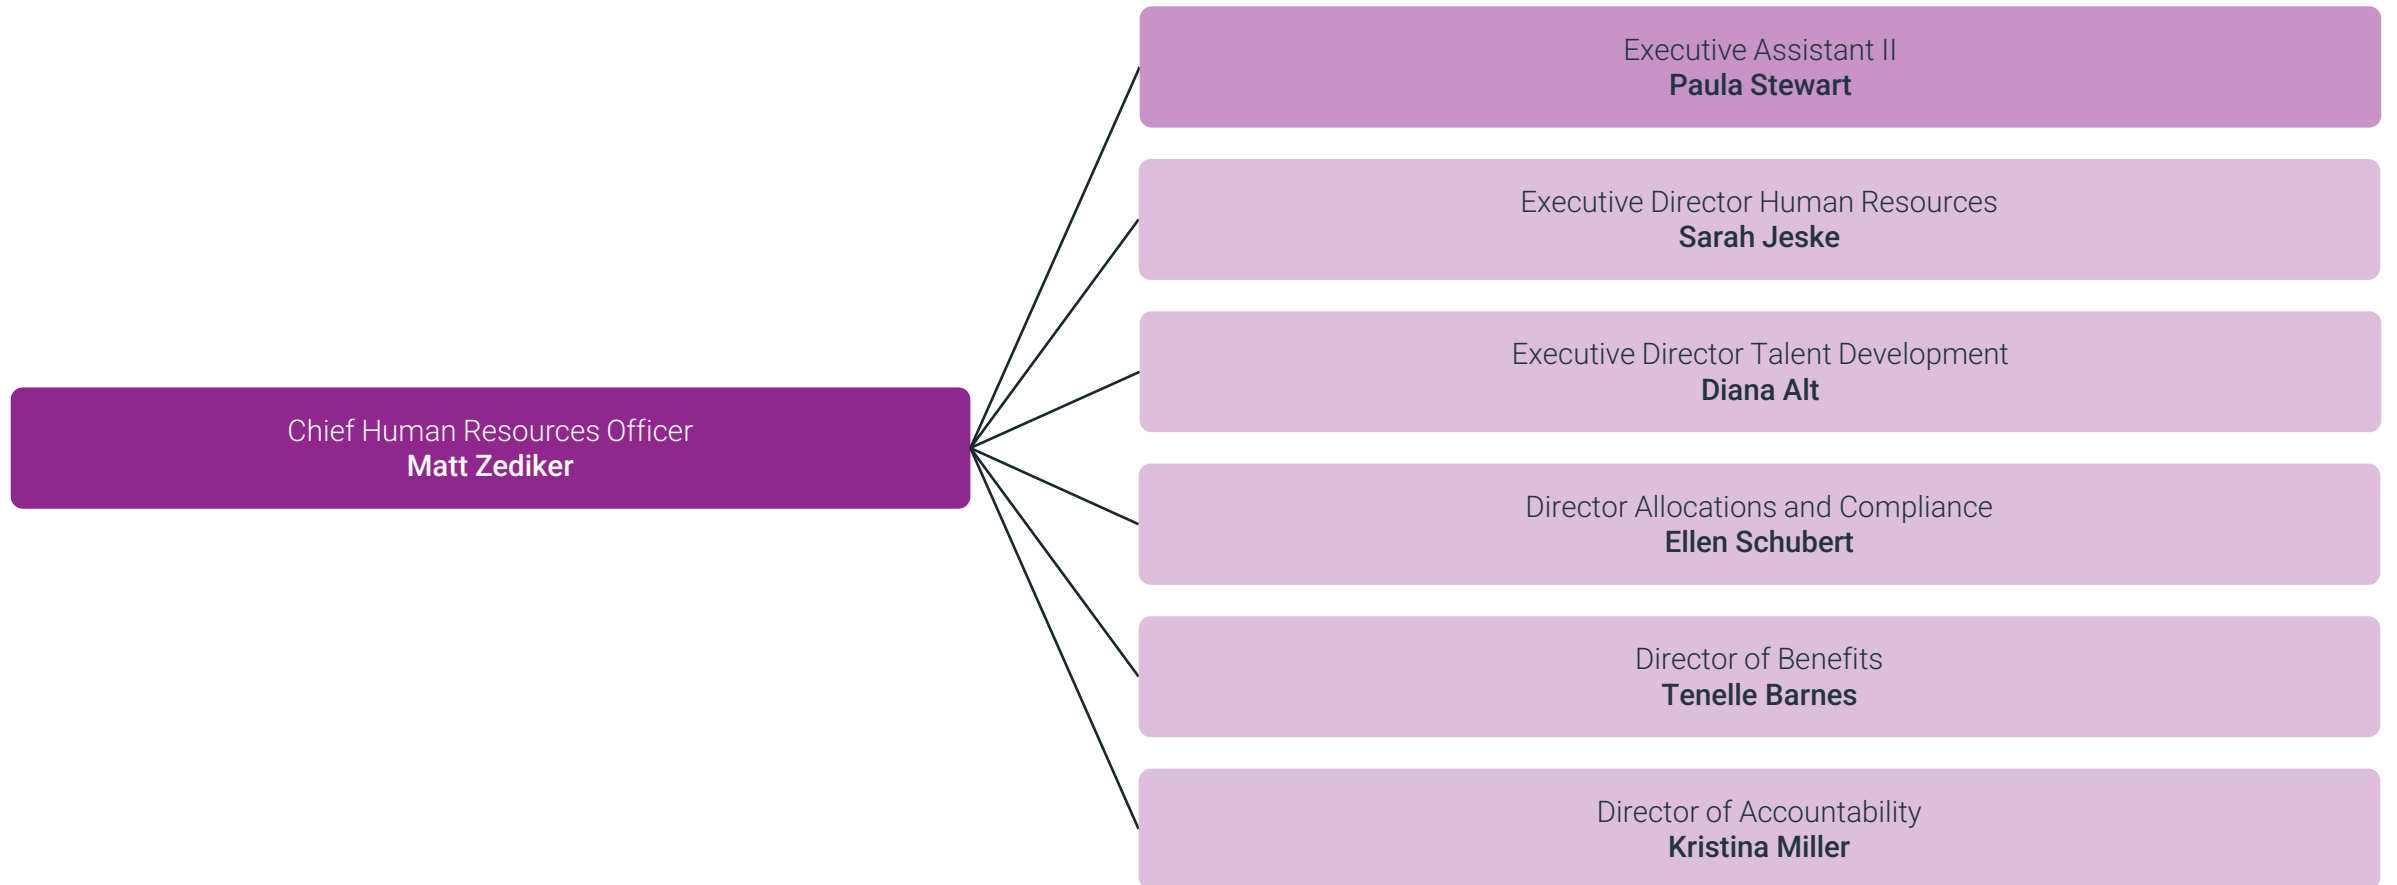 Executive Assistant II
Paula Stewart
Executive Director Human Resources
Sarah Jeske
Executive Director Talent Development
Diana Alt
Chief Human Resources Officer
Matt Zediker
Director Allocations and Compliance
Ellen Schubert
Director of Benefits
Tenelle Barnes
Director of Accountability
Kristina Miller